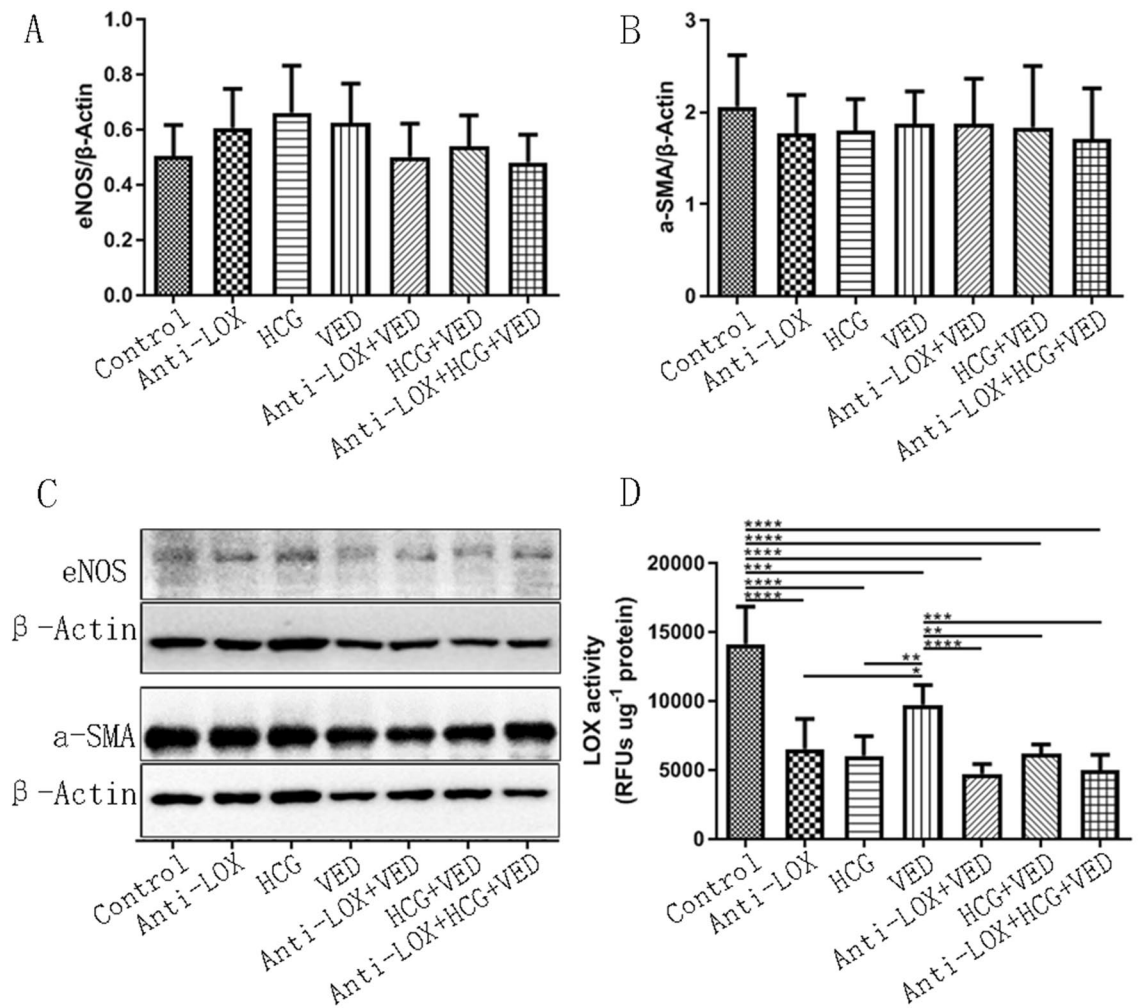 A
eNOS/β-Actin
1.0
0.8
0.6
0.4
0.2
0.0
Control
Anti-LOX
HCG
VED
Anti-LOX+VED
HCG+VED
Anti-LOX+HCG+VED
B
a-SMA/β-Actin
3
2
1
0
Control
Anti-LOX
HCG
VED
Anti-LOX+VED
HCG+VED
Anti-LOX+HCG+VED
C
eNOS
β-Actin
a-SMA
β-Actin
Control
Anti-LOX
HCG
VED
Anti-LOX+VED
HCG+VED
Anti-LOX+HCG+VED
D
LOX activity
(RFUs ug⁻¹ protein)
20000
15000
10000
5000
0
****
****
****
***
****
****
***
**
****
**
*
Control
Anti-LOX
HCG
VED
Anti-LOX+VED
HCG+VED
Anti-LOX+HCG+VED